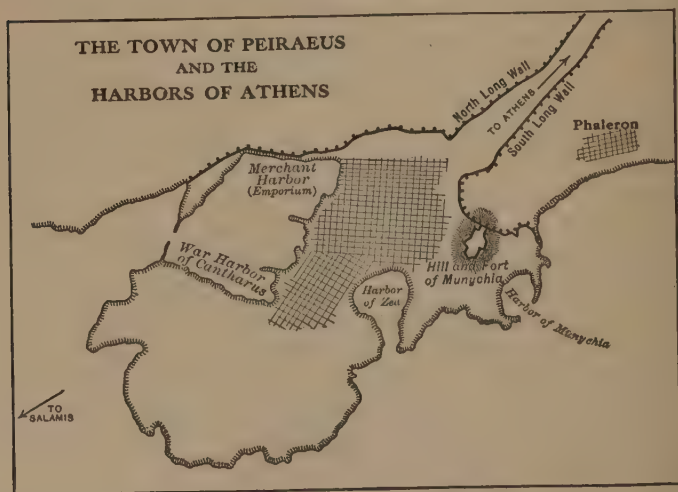 THE TOWN OF PEIRAEUS
AND THE
HARBORS OF ATHENS
North Long Wall
TO ATHENS
South Long Wall
Phaleron
Merchant
Harbor
(Emporium)
War Harbor
of Cantharus
Harbor
of Zea
Hill and Fort
of Munychia
Harbor of Munychia
TO
SALAMIS